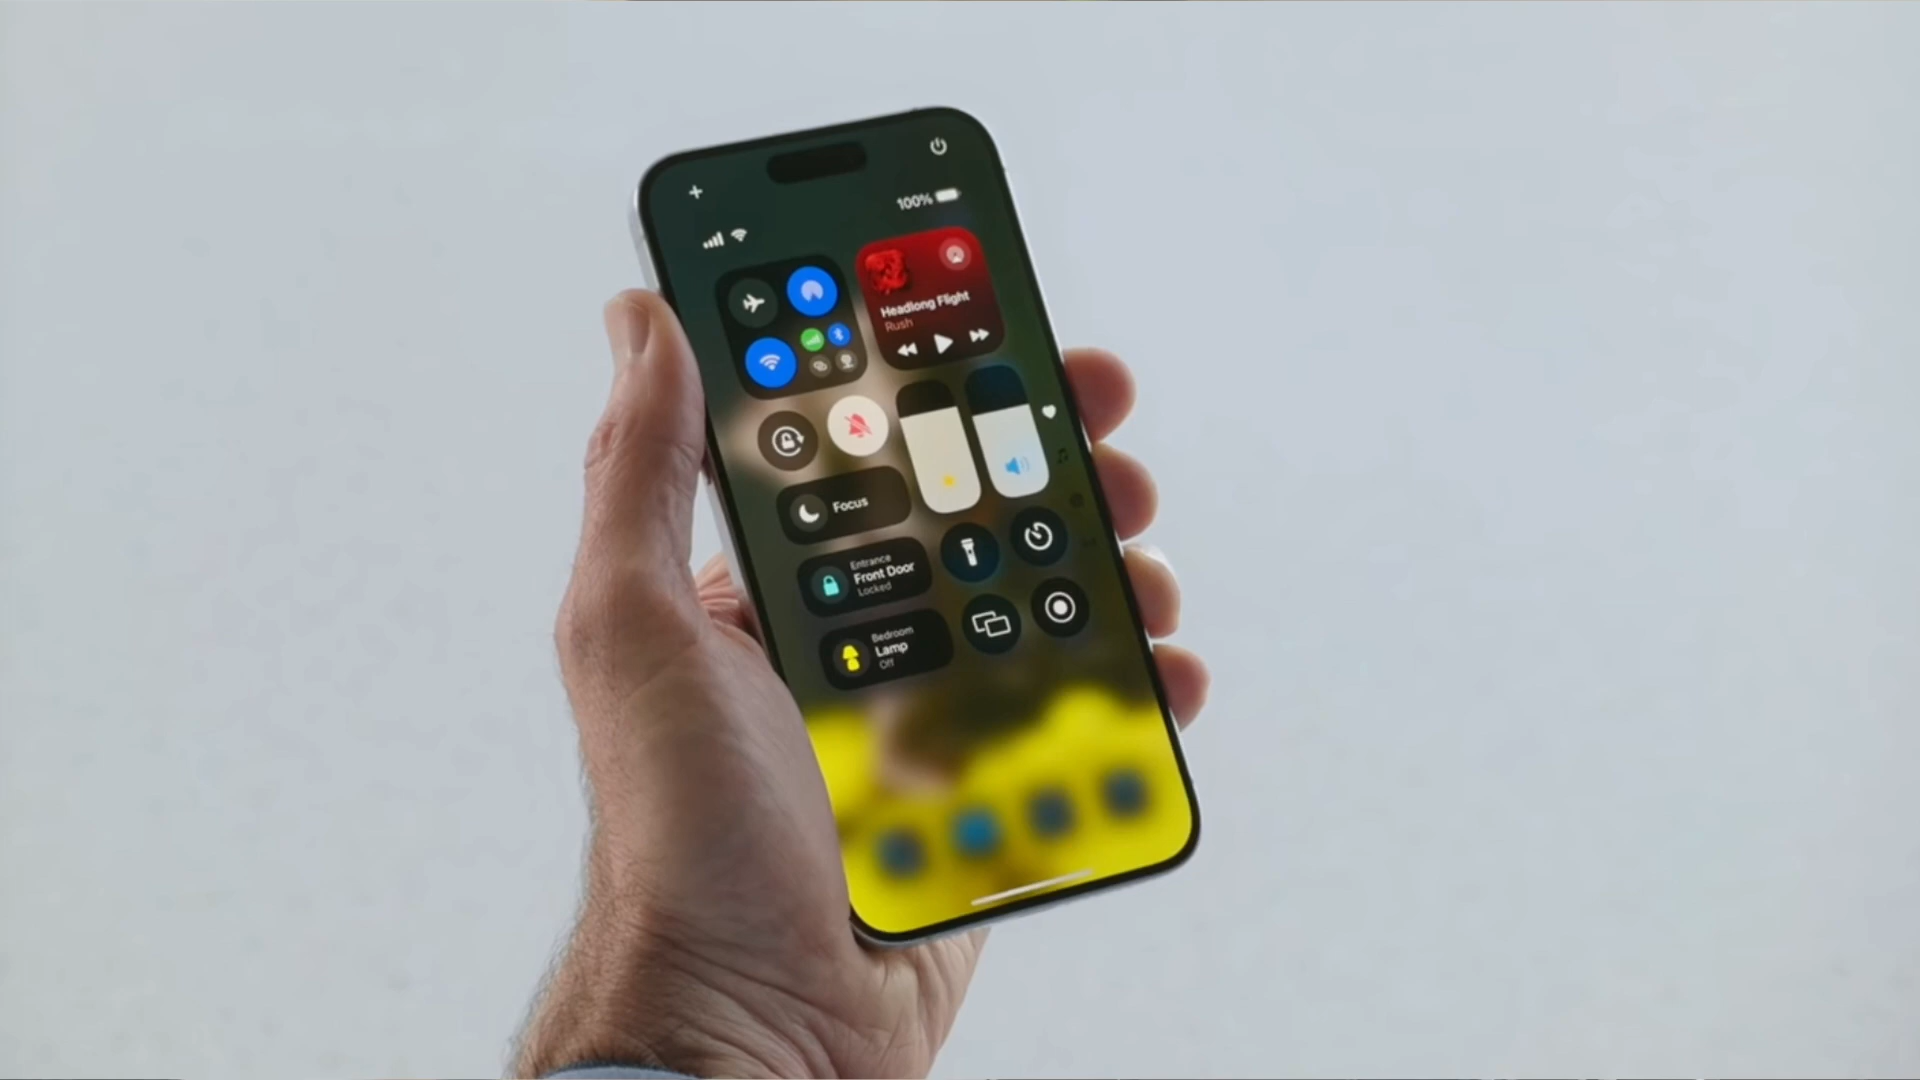 100%
Headlong Flight
Rush
Focus
Entrance
Front Door
Locked
Bedroom
Lamp
Off